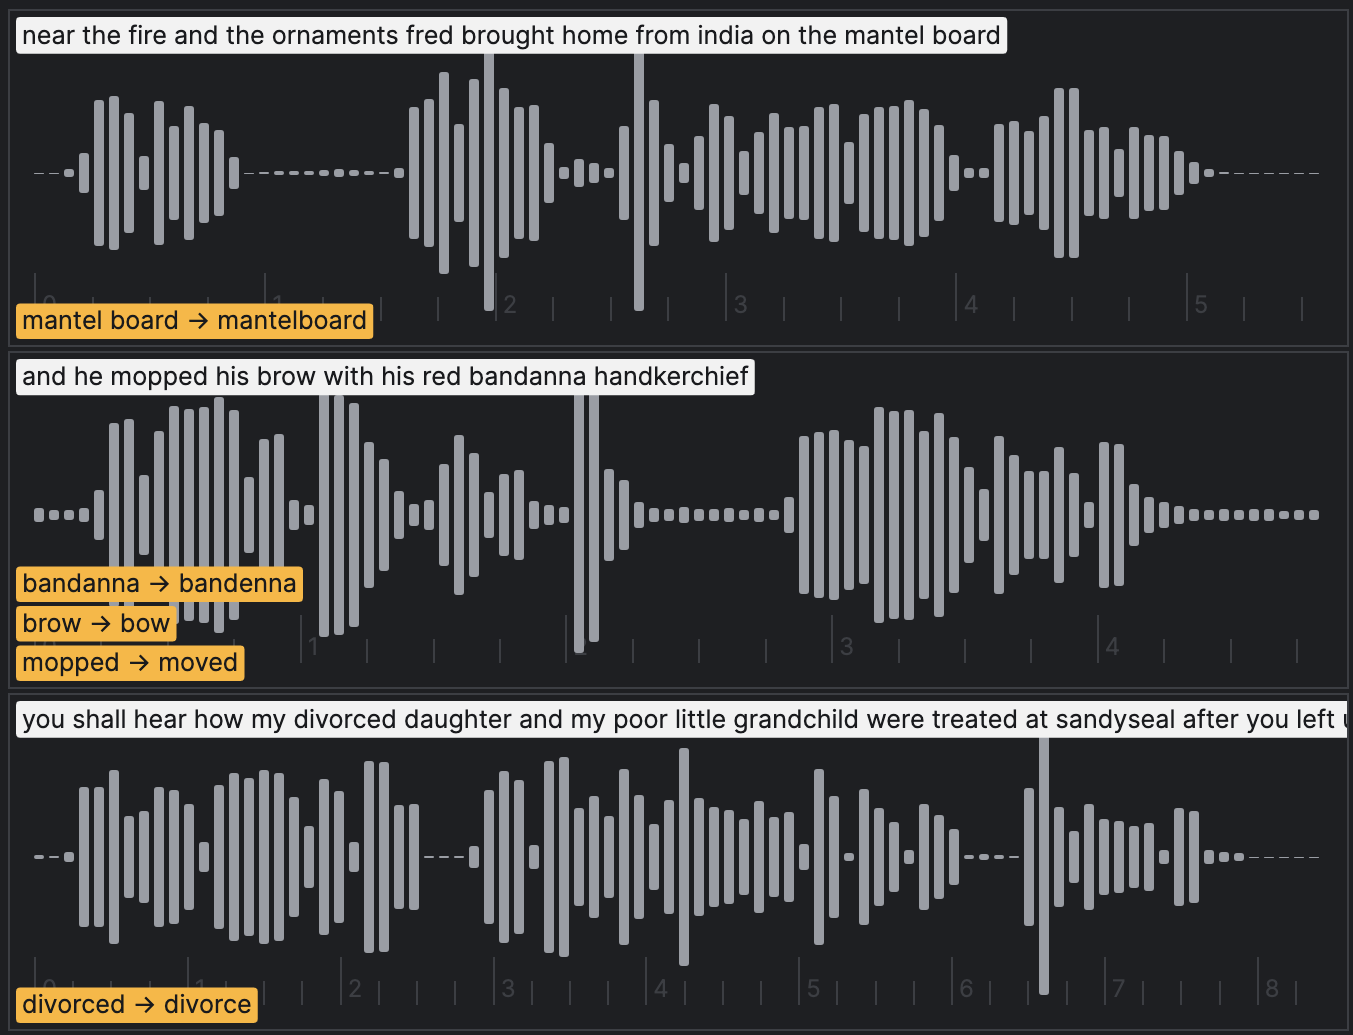 near the fire and the ornaments fred brought home from india on the mantel board
0 1 2 3 4 5
mantel board → mantelboard
and he mopped his brow with his red bandanna handkerchief
bandanna → bandenna
brow → bow
0 1 2 3 4
mopped → moved
you shall hear how my divorced daughter and my poor little grandchild were treated at sandyseal after you left
0 1 2 3 4 5 6 7 8
divorced → divorce